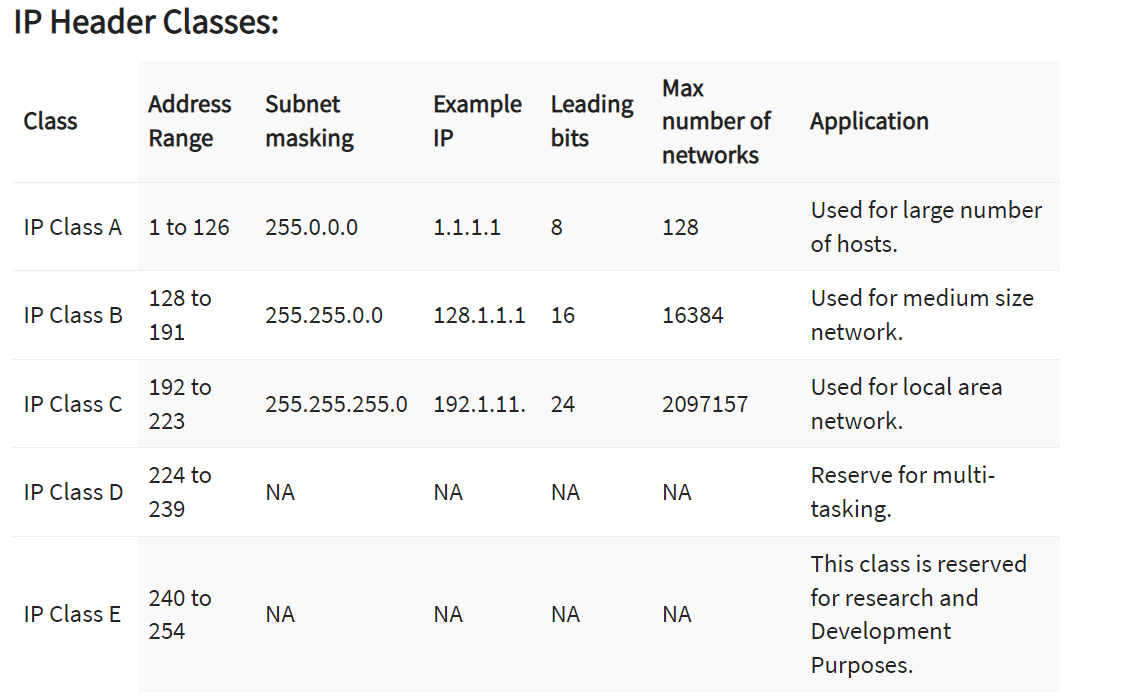 IP Header Classes:
Class
Address
Range
Subnet
masking
Example
IP
Leading
bits
Max
number of
networks
Application
IP Class A
1 to 126
255.0.0.0
1.1.1.1
8
128
Used for large number
of hosts.
IP Class B
128 to
191
255.255.0.0
128.1.1.1
16
16384
Used for medium size
network.
IP Class C
192 to
223
255.255.255.0
192.1.11.
24
2097157
Used for local area
network.
IP Class D
224 to
239
NA
NA
NA
NA
Reserve for multi-
tasking.
IP Class E
240 to
254
NA
NA
NA
NA
This class is reserved
for research and
Development
Purposes.